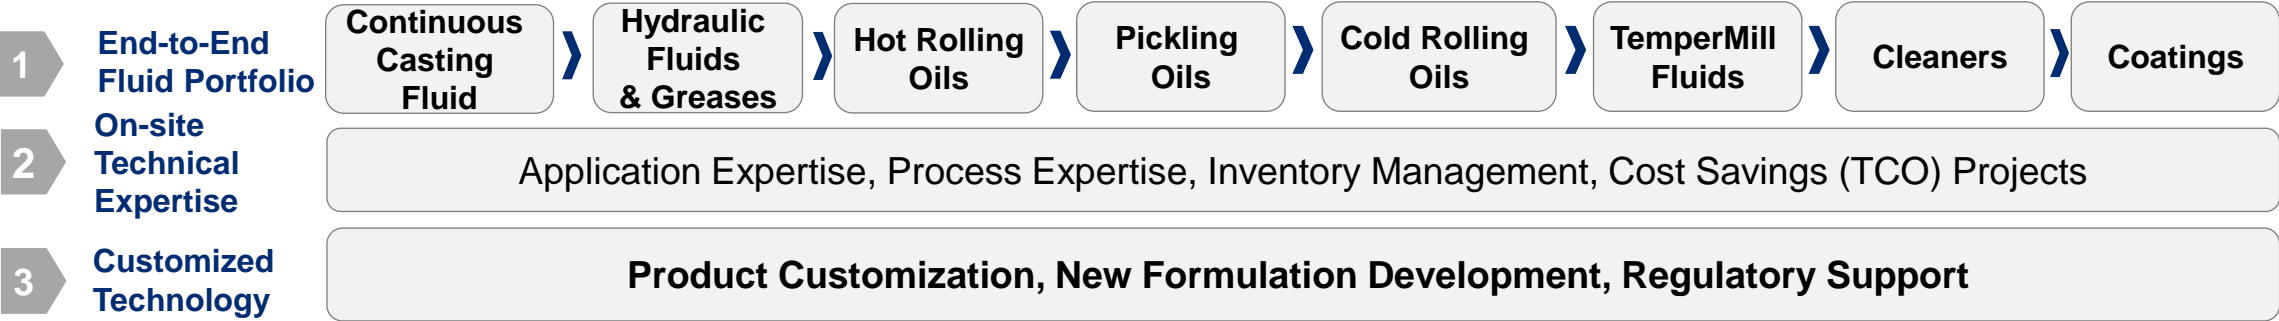 1
End-to-End
Fluid Portfolio
Continuous
Casting
Fluid
Hydraulic
Fluids
& Greases
Hot Rolling
Oils
Pickling
Oils
Cold Rolling
Oils
TemperMill
Fluids
Cleaners
Coatings
2
On-site
Technical
Expertise
Application Expertise, Process Expertise, Inventory Management, Cost Savings (TCO) Projects
3
Customized
Technology
Product Customization, New Formulation Development, Regulatory Support